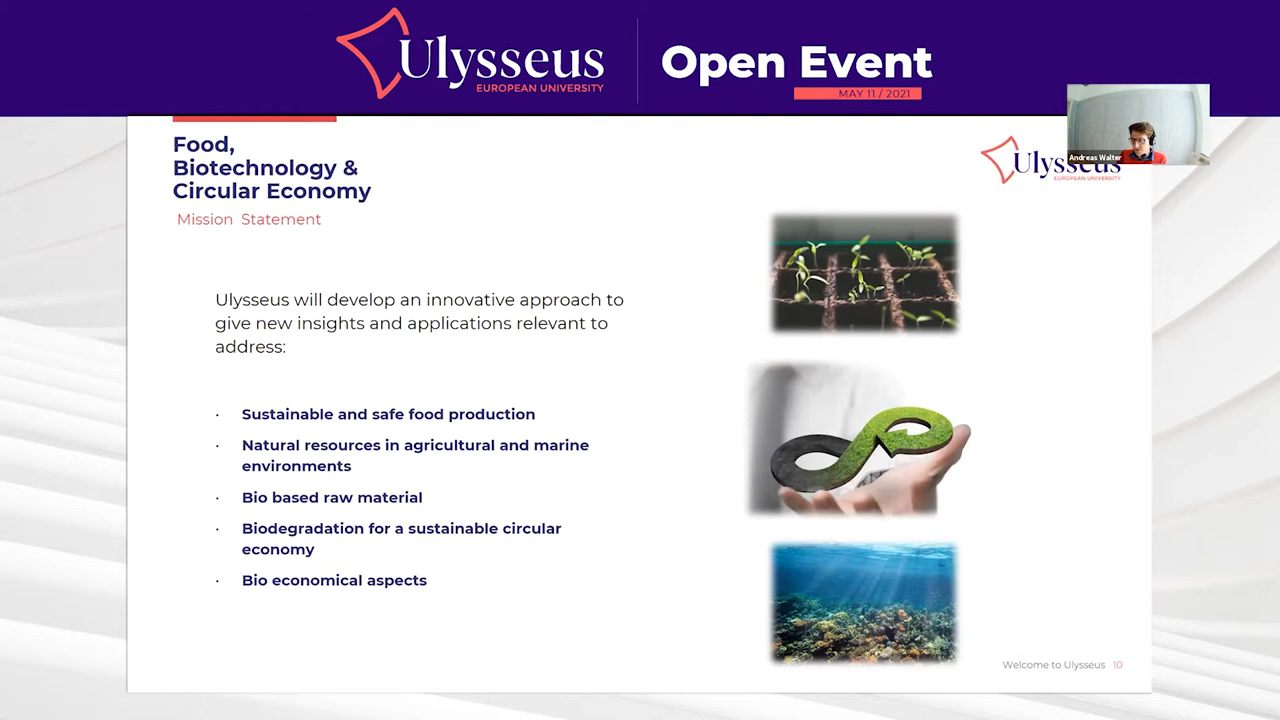 Ulysseus
EUROPEAN UNIVERSITY
Open Event
MAY 11 / 2021
Andreas Walter
Food,
Biotechnology &
Circular Economy
Mission Statement
Ulysseus
EUROPEAN UNIVERSITY
Ulysseus will develop an innovative approach to
give new insights and applications relevant to
address:
· Sustainable and safe food production
· Natural resources in agricultural and marine
environments
· Bio based raw material
· Biodegradation for a sustainable circular
economy
· Bio economical aspects
Welcome to Ulysseus 10